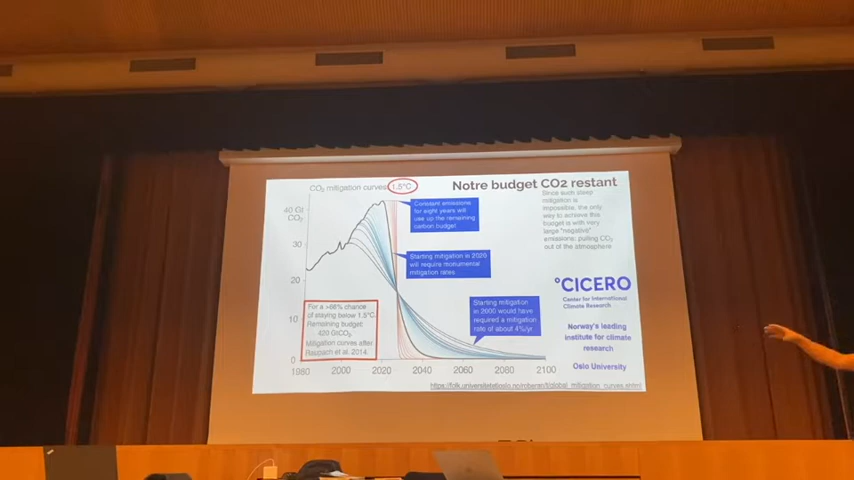 CO₂ mitigation curves: 1.5°C
Notre budget CO2 restant
Since such steep
mitigation is
impossible, the only
way to achieve this
budget is with very
large "negative"
emissions: pulling CO₂
out of the atmosphere
Constant emissions
for eight years will
use up the remaining
carbon budget
Starting mitigation in 2020
will require monumental
mitigation rates
Starting mitigation
in 2000 would have
required a mitigation
rate of about 4%/yr
40 Gt
CO₂
30
20
10
0
For a >66% chance
of staying below 1.5°C
Remaining budget:
420 GtCO₂
Mitigation curves after
Raupach et al. 2014.
1980
2000
2020
2040
2060
2080
2100
°CICERO
Center for International
Climate Research
Norway's leading
institute for climate
research
Oslo University